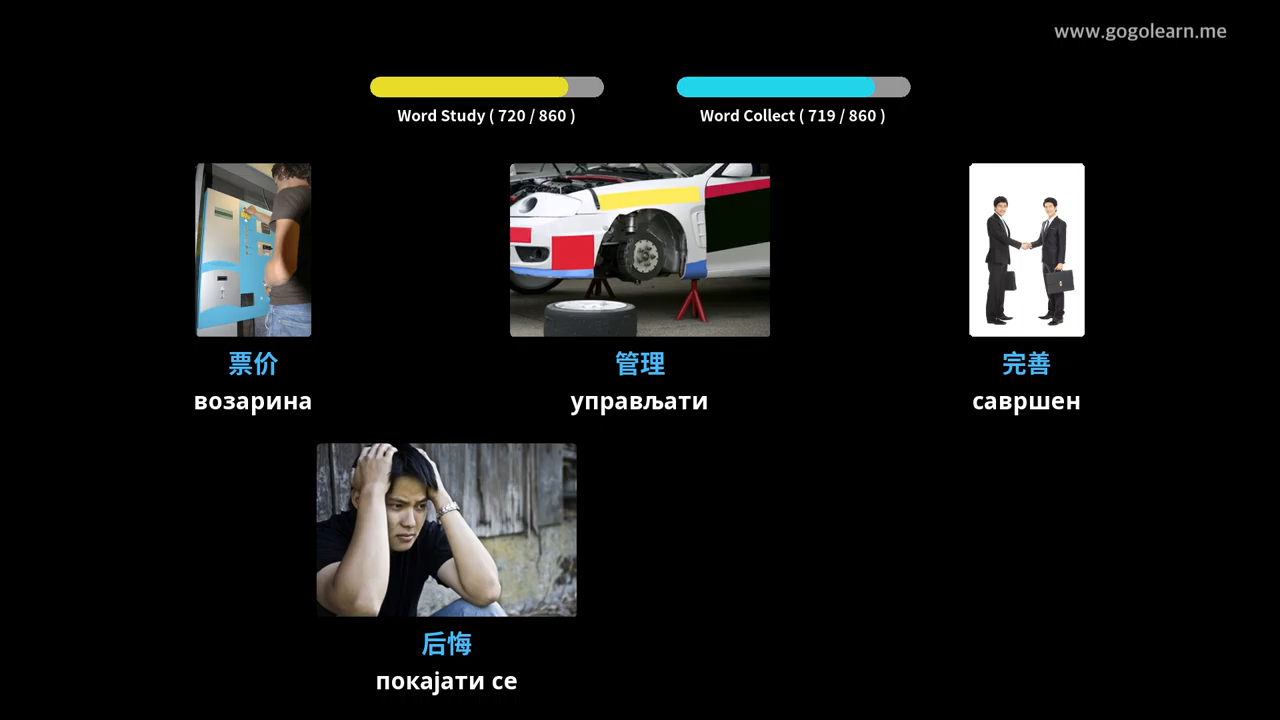 www.gogolearn.me
Word Study ( 720 / 860 )
Word Collect ( 719 / 860 )
票价
возарина
管理
управљати
完善
савршен
后悔
покајати се